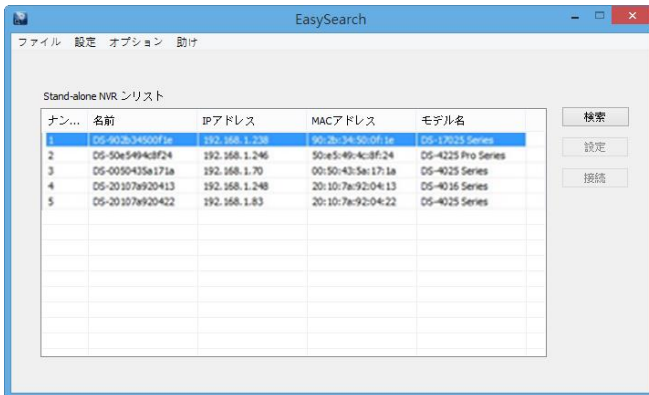 EasySearch
ファイル 設定 オプション 助け
Stand-alone NVR ンリスト
ナン... 名前 IPアドレス MACアドレス モデル名
検索
1 DS-902b34500f1e 192.168.1.238 90:2b:34:50:0f:1e DS-17025 Series
設定
2 DS-50e5494c8f24 192.168.1.246 50:e5:49:4c:8f:24 DS-4225 Pro Series
3 DS-0050435a171a 192.168.1.70 00:50:43:5a:17:1a DS-4025 Series
接続
4 DS-20107a920413 192.168.1.248 20:10:7a:92:04:13 DS-4016 Series
5 DS-20107a920422 192.168.1.83 20:10:7a:92:04:22 DS-4025 Series